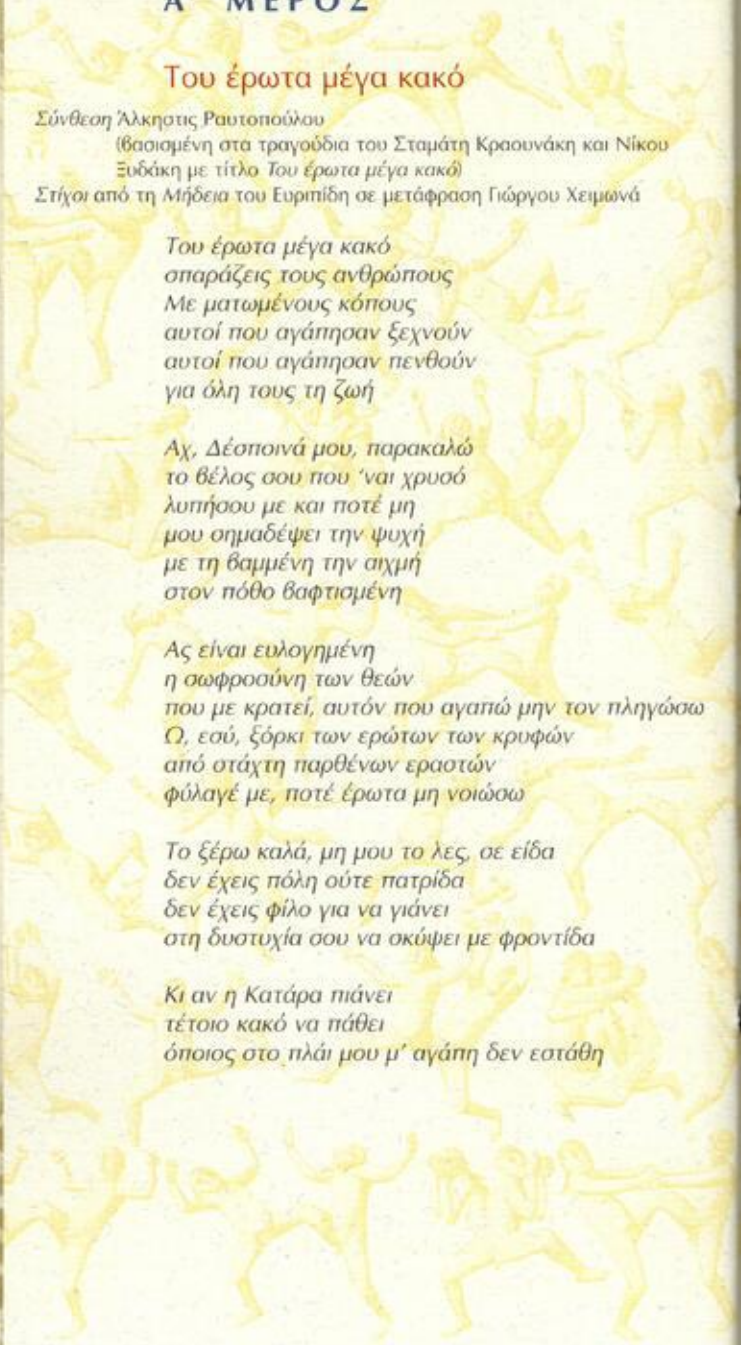 Α΄ ΜΕΡΟΣ
Του έρωτα μέγα κακό
Σύνθεση Άλκηστις Ραυτοπούλου
(βασισμένη στα τραγούδια του Σταμάτη Κραουνάκη και Νίκου
Ξυδάκη με τίτλο Του έρωτα μέγα κακό)
Στίχοι από τη Μήδεια του Ευριπίδη σε μετάφραση Γιώργου Χειμωνά
Του έρωτα μέγα κακό
σπαράζεις τους ανθρώπους
Με ματωμένους κόπους
αυτοί που αγάπησαν ξεχνούν
αυτοί που αγάπησαν πενθούν
για όλη τους τη ζωή
Αχ, Δέσποινά μου, παρακαλώ
το βέλος σου που ‘ναι χρυσό
λυπήσου με και ποτέ μη
μου σημαδέψει την ψυχή
με τη βαμμένη την αιχμή
στον πόθο βαφτισμένη
Ας είναι ευλογημένη
η σωφροσύνη των θεών
που με κρατεί, αυτόν που αγαπώ μην τον πληγώσω
Ω, εσύ, ξόρκι των ερώτων των κρυφών
από στάχτη παρθένων εραστών
φύλαγέ με, ποτέ έρωτα μη νοιώσω
Το ξέρω καλά, μη μου το λες, σε είδα
δεν έχεις πόλη ούτε πατρίδα
δεν έχεις φίλο για να γιάνει
στη δυστυχία σου να σκύψει με φροντίδα
Κι αν η Κατάρα πιάνει
τέτοιο κακό να πάθει
όποιος στο πλάι μου μ’ αγάπη δεν εστάθη